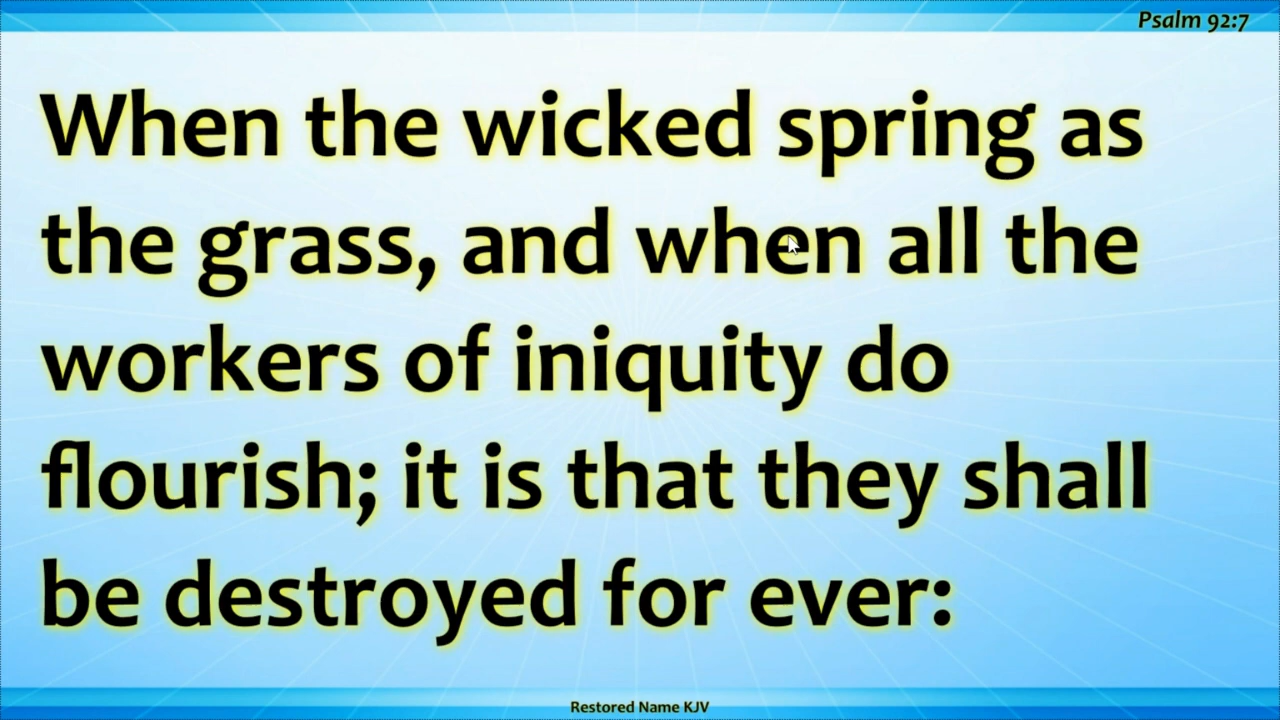 Psalm 92:7
When the wicked spring as
the grass, and when all the
workers of iniquity do
flourish; it is that they shall
be destroyed for ever:
Restored Name KJV